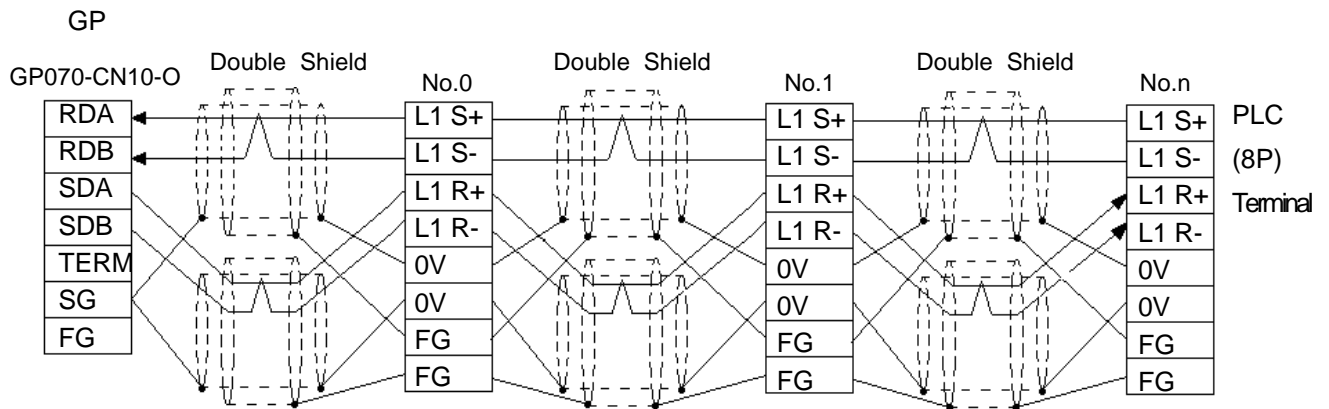 GP
GP070-CN10-O
Double Shield
Double Shield
Double Shield
No.0
No.1
No.n
RDA
RDB
SDA
SDB
TERM
SG
FG
L1 S+
L1 S-
L1 R+
L1 R-
0V
0V
FG
FG
L1 S+
L1 S-
L1 R+
L1 R-
0V
0V
FG
FG
L1 S+
L1 S-
L1 R+
L1 R-
0V
0V
FG
FG
PLC
(8P)
Terminal